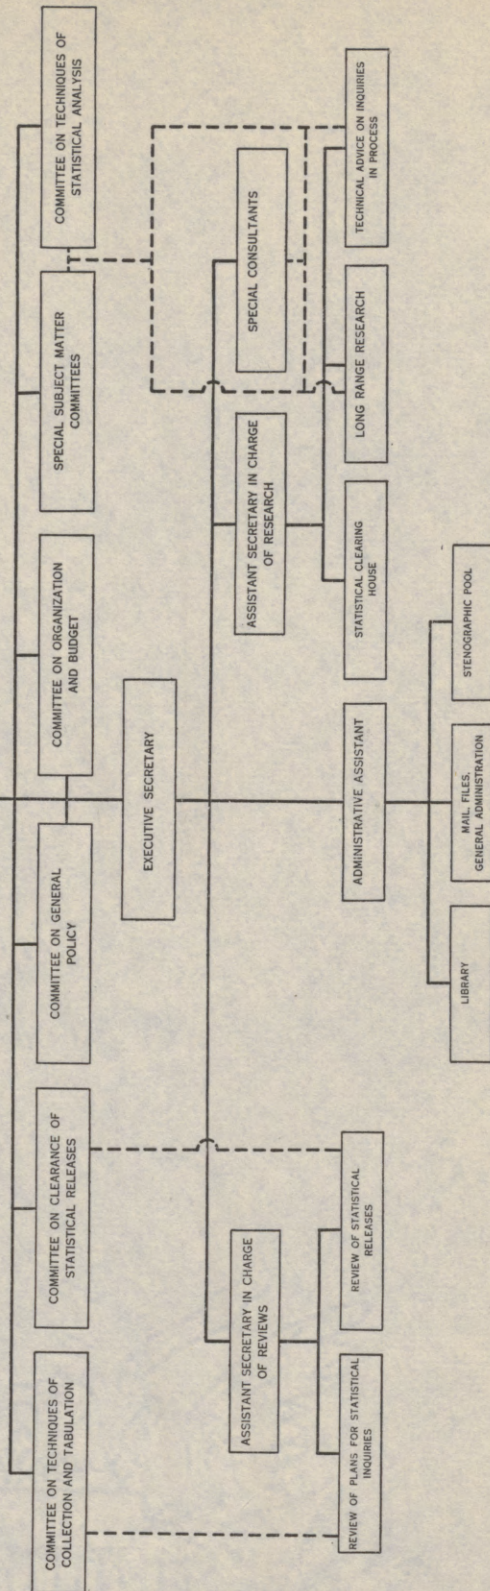 COMMITTEE ON TECHNIQUES OF
COLLECTION AND TABULATION
COMMITTEE ON CLEARANCE OF
STATISTICAL RELEASES
COMMITTEE ON GENERAL
POLICY
COMMITTEE ON ORGANIZATION
AND BUDGET
SPECIAL SUBJECT MATTER
COMMITTEES
COMMITTEE ON TECHNIQUES OF
STATISTICAL ANALYSIS
EXECUTIVE SECRETARY
ASSISTANT SECRETARY IN CHARGE
OF REVIEWS
ASSISTANT SECRETARY IN CHARGE
OF RESEARCH
SPECIAL CONSULTANTS
REVIEW OF PLANS FOR STATISTICAL
INQUIRIES
REVIEW OF STATISTICAL
RELEASES
ADMINISTRATIVE ASSISTANT
STATISTICAL CLEARING
HOUSE
LONG RANGE RESEARCH
TECHNICAL ADVICE ON INQUIRIES
IN PROCESS
LIBRARY
MAIL, FILES,
GENERAL ADMINISTRATION
STENOGRAPHIC POOL